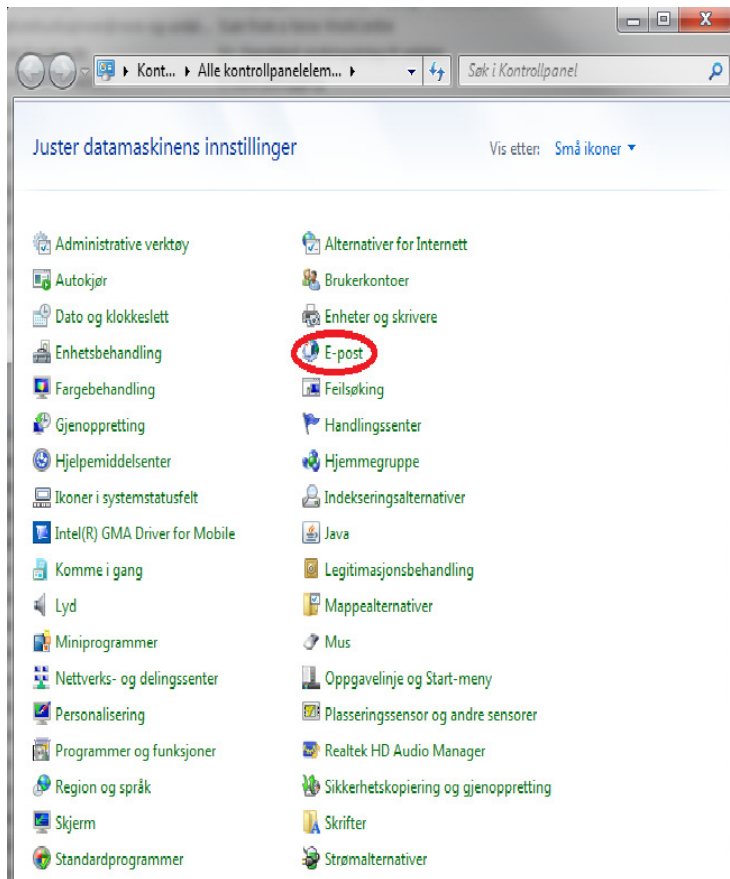 Kont... Alle kontrollpanelelem... Søk i Kontrollpanel
Juster datamaskinens innstillinger Vis etter: Små ikoner
Administrative verktøy Alternativer for Internett
Autokjør Brukerkontoer
Dato og klokkeslett Enheter og skrivere
Enhetsbehandling E-post
Fargebehandling Feilsøking
Gjenoppretting Handlingssenter
Hjelpemiddelsenter Hjemmegruppe
Ikoner i systemstatusfelt Indekseringsalternativer
Intel(R) GMA Driver for Mobile Java
Komme i gang Legitimasjonsbehandling
Lyd Mappealternativer
Miniprogrammer Mus
Nettverks- og delingssenter Oppgavelinje og Start-meny
Personalisering Plasseringssensor og andre sensorer
Programmer og funksjoner Realtek HD Audio Manager
Region og språk Sikkerhetskopiering og gjenoppretting
Skjerm Skrifter
Standardprogrammer Strømalternativer